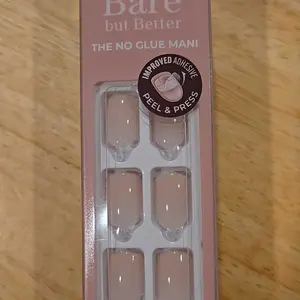 Bare
but Better
THE NO GLUE MANI
IMPROVED ADHESIVE
PEEL & PRESS